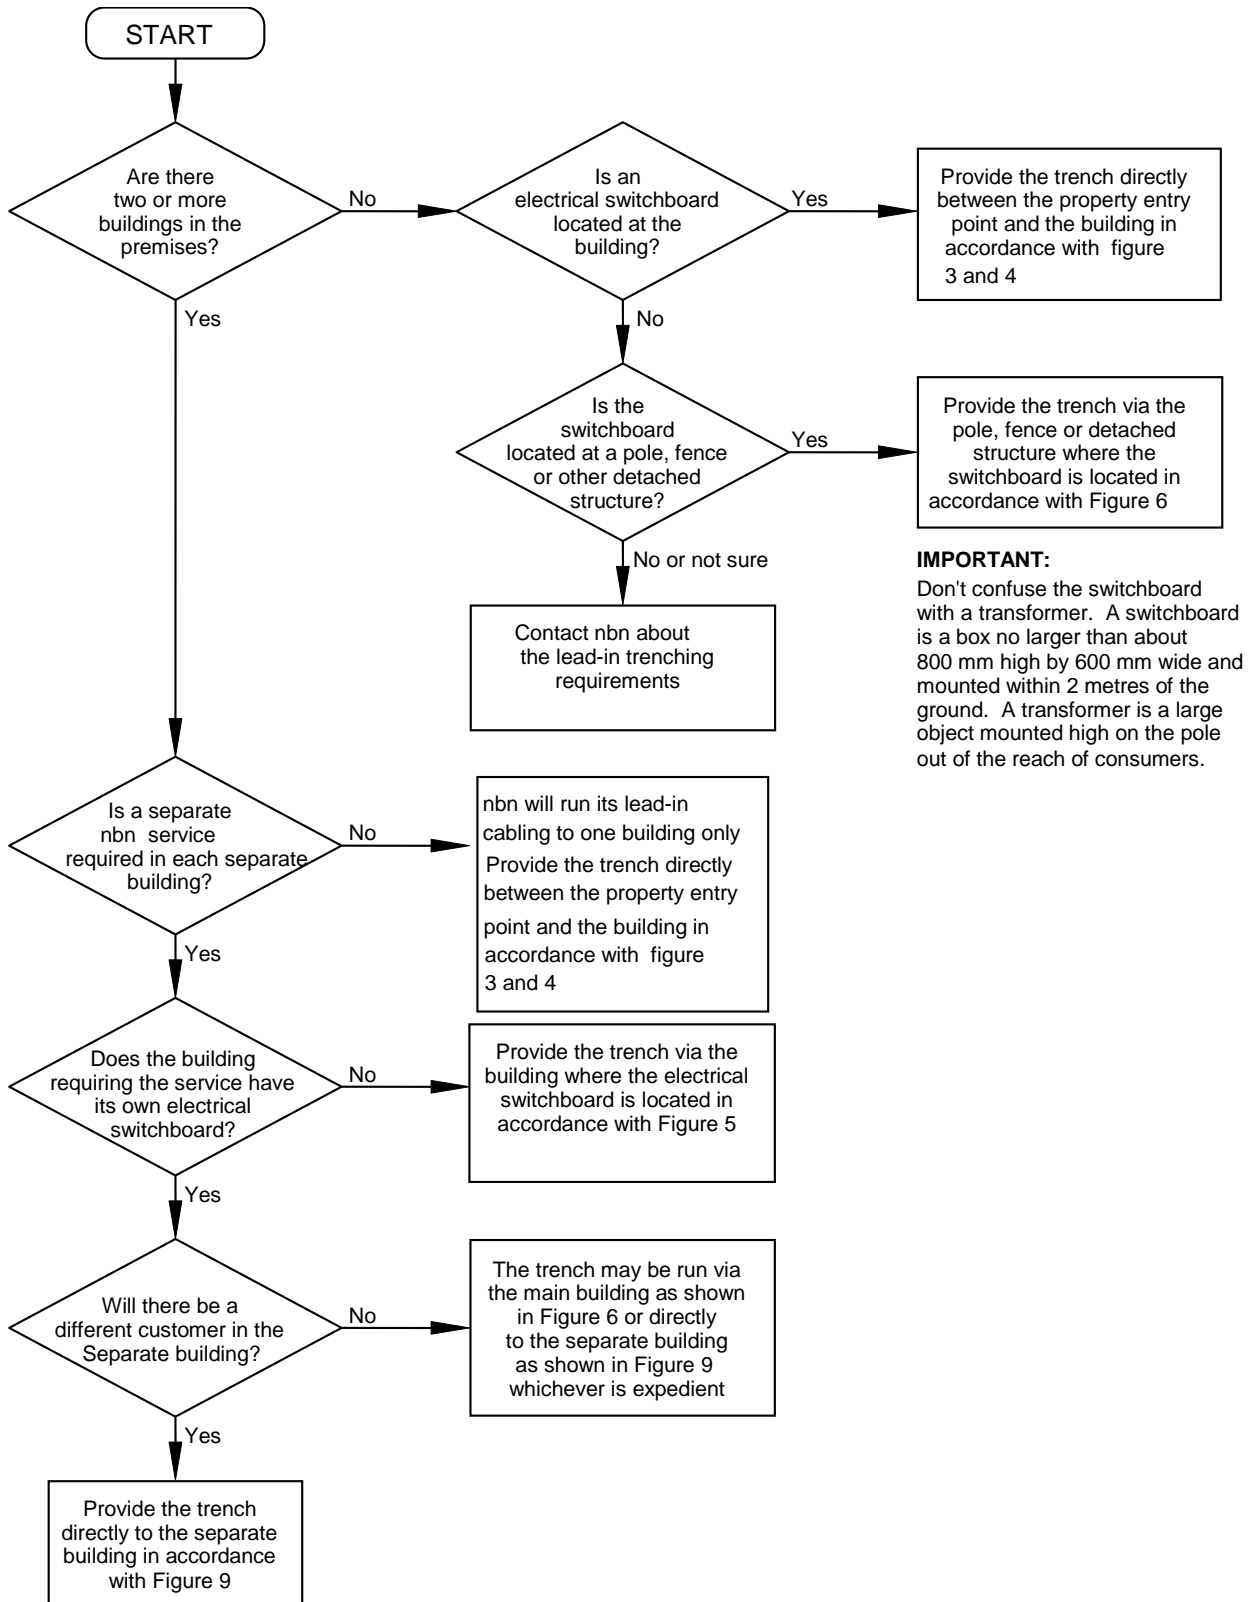 START
Are there
two or more
buildings in the
premises?
No
Is an
electrical switchboard
located at the
building?
Yes
Provide the trench directly
between the property entry
point and the building in
accordance with  figure
3 and 4
Yes
No
Is the
switchboard
located at a pole, fence
or other detached
structure?
Yes
Provide the trench via the
pole, fence or detached
structure where the
switchboard is located in
accordance with Figure 6
No or not sure
Contact nbn about
the lead-in trenching
requirements
IMPORTANT:
Don't confuse the switchboard
with a transformer.  A switchboard
is a box no larger than about
800 mm high by 600 mm wide and
mounted within 2 metres of the
ground.  A transformer is a large
object mounted high on the pole
out of the reach of consumers.
Is a separate
nbn  service
required in each separate
building?
No
nbn will run its lead-in
cabling to one building only
Provide the trench directly
between the property entry
point and the building in
accordance with  figure
3 and 4
Yes
Does the building
requiring the service have
its own electrical
switchboard?
No
Provide the trench via the
building where the electrical
switchboard is located in
accordance with Figure 5
Yes
Will there be a
different customer in the
Separate building?
No
The trench may be run via
the main building as shown
in Figure 6 or directly
to the separate building
as shown in Figure 9
whichever is expedient
Yes
Provide the trench
directly to the separate
building in accordance
with Figure 9